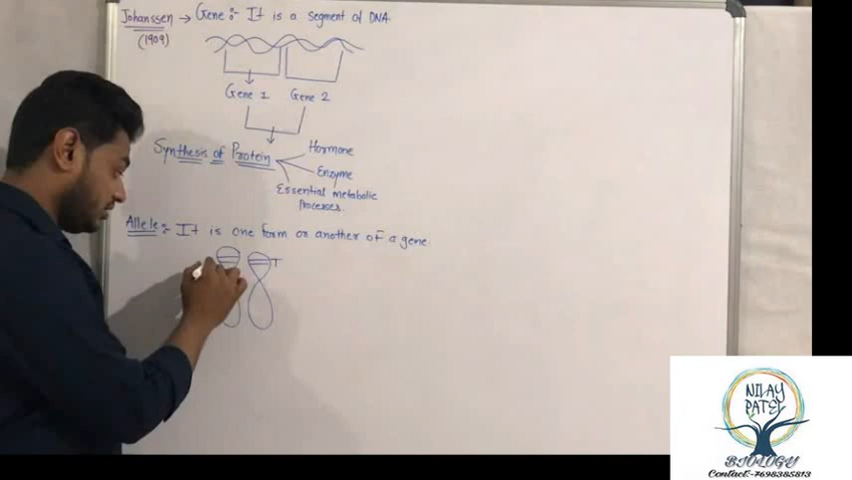 Johanssen → Gene :- It is a segment of DNA.
(1909)
Gene 1 Gene 2
Synthesis of Protein
Hormone
Enzyme
Essential metabolic
Processes.
Allele :- It is one form or another of a gene.
T
NILAY
PATEL
BIOLOGY
Contact:-7698385813